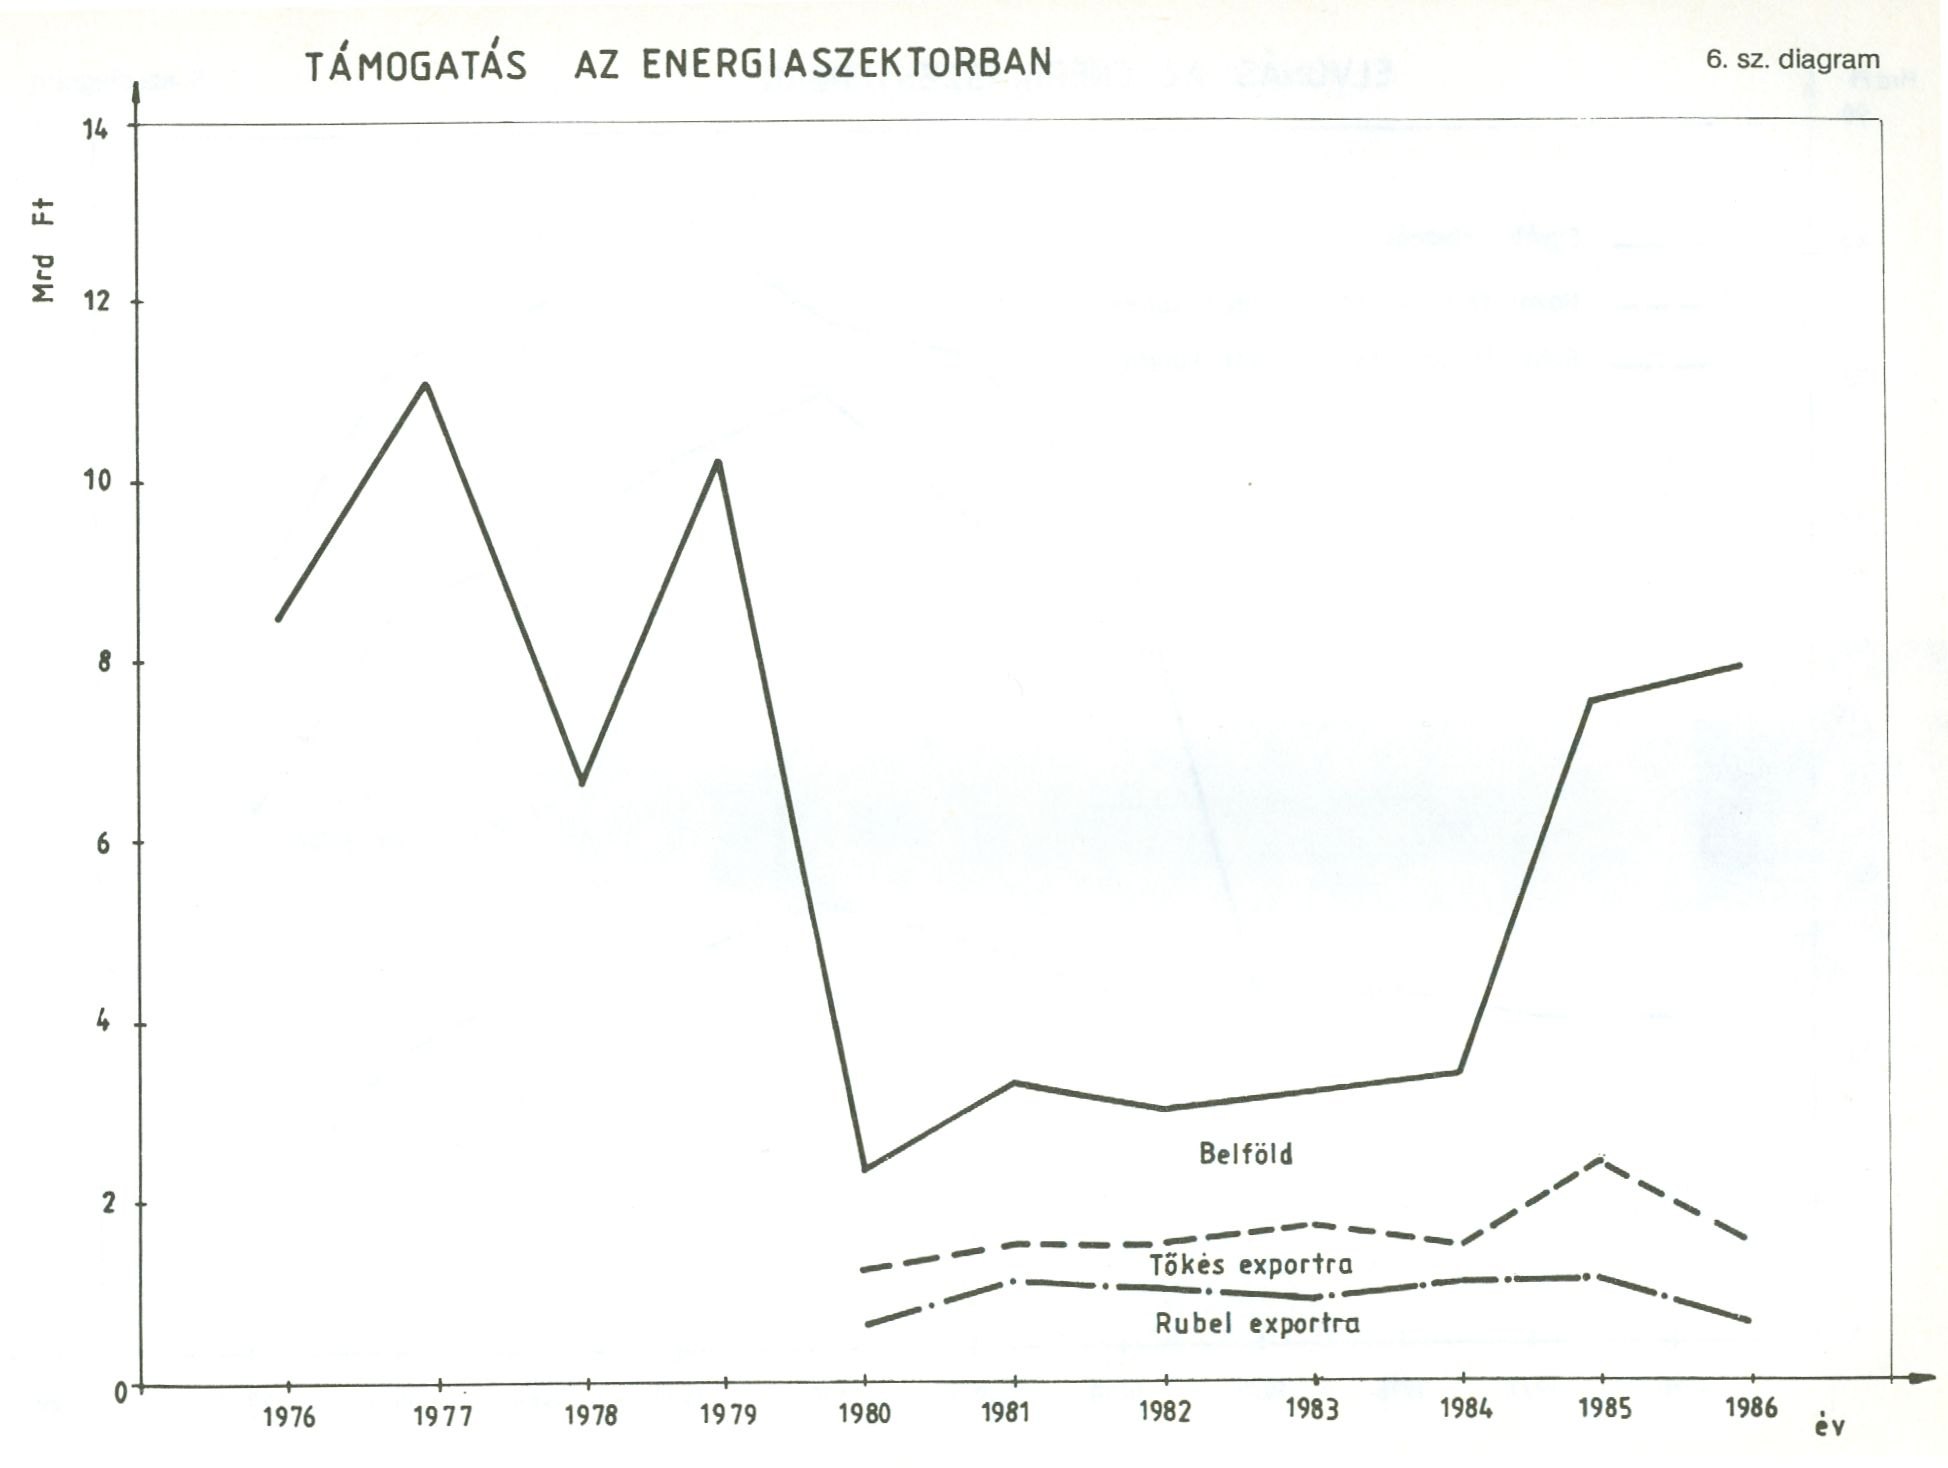 TÁMOGATÁS AZ ENERGIASZEKTORBAN
6. sz. diagram
Mrd Ft
14
12
10
8
6
4
2
0
Belföld
Tőkés exportra
Rubel exportra
1976 1977 1978 1979 1980 1981 1982 1983 1984 1985 1986
év